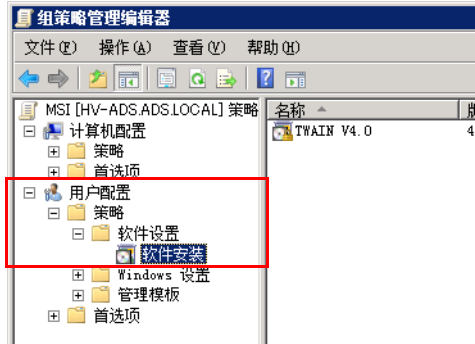 组策略管理编辑器
文件(F) 操作(A) 查看(V) 帮助(H)
MSI [HV-ADS.ADS.LOCAL] 策略
计算机配置
策略
首选项
用户配置
策略
软件设置
软件安装
Windows 设置
管理模板
首选项
名称
TWAIN V4.0 4